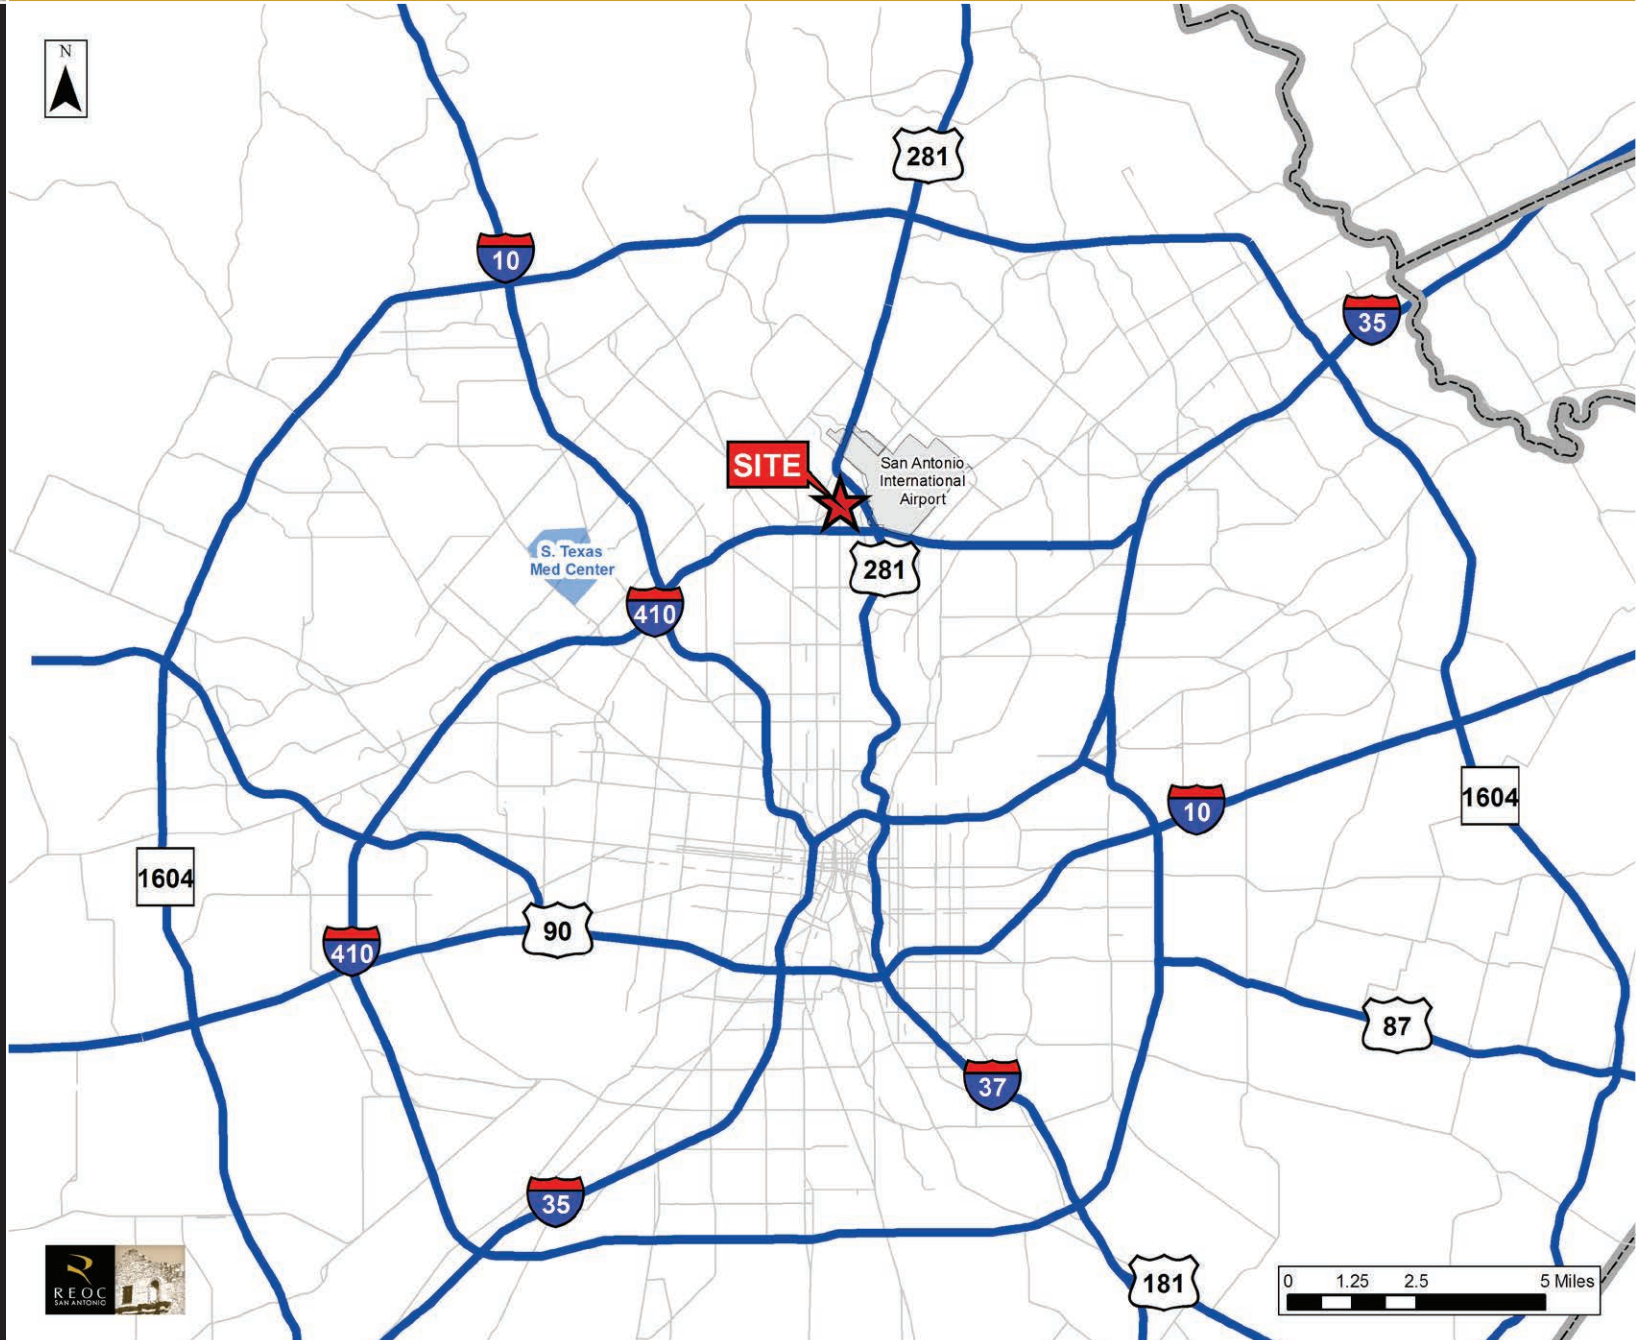 N
281
10
35
SITE
San Antonio
International
Airport
S. Texas
Med Center
281
410
10
1604
1604
90
410
87
37
35
181
0 1.25 2.5 5 Miles
R
REOC
SAN ANTONIO